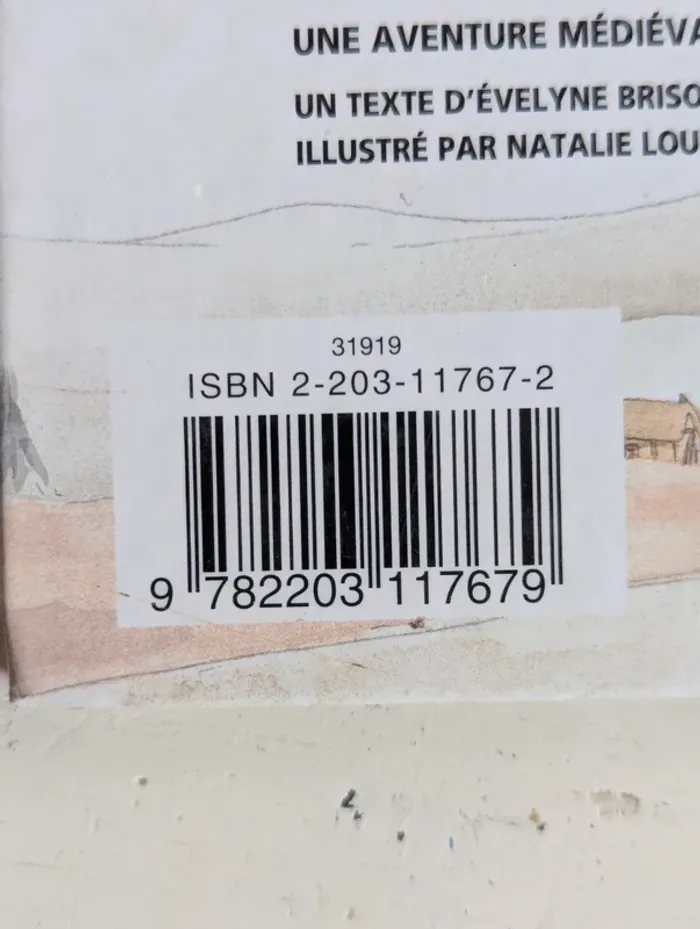 UNE AVENTURE MÉDIÉVA
UN TEXTE D'ÉVELYNE BRISO
ILLUSTRÉ PAR NATALIE LOU
31919
ISBN 2-203-11767-2
9 782203 117679